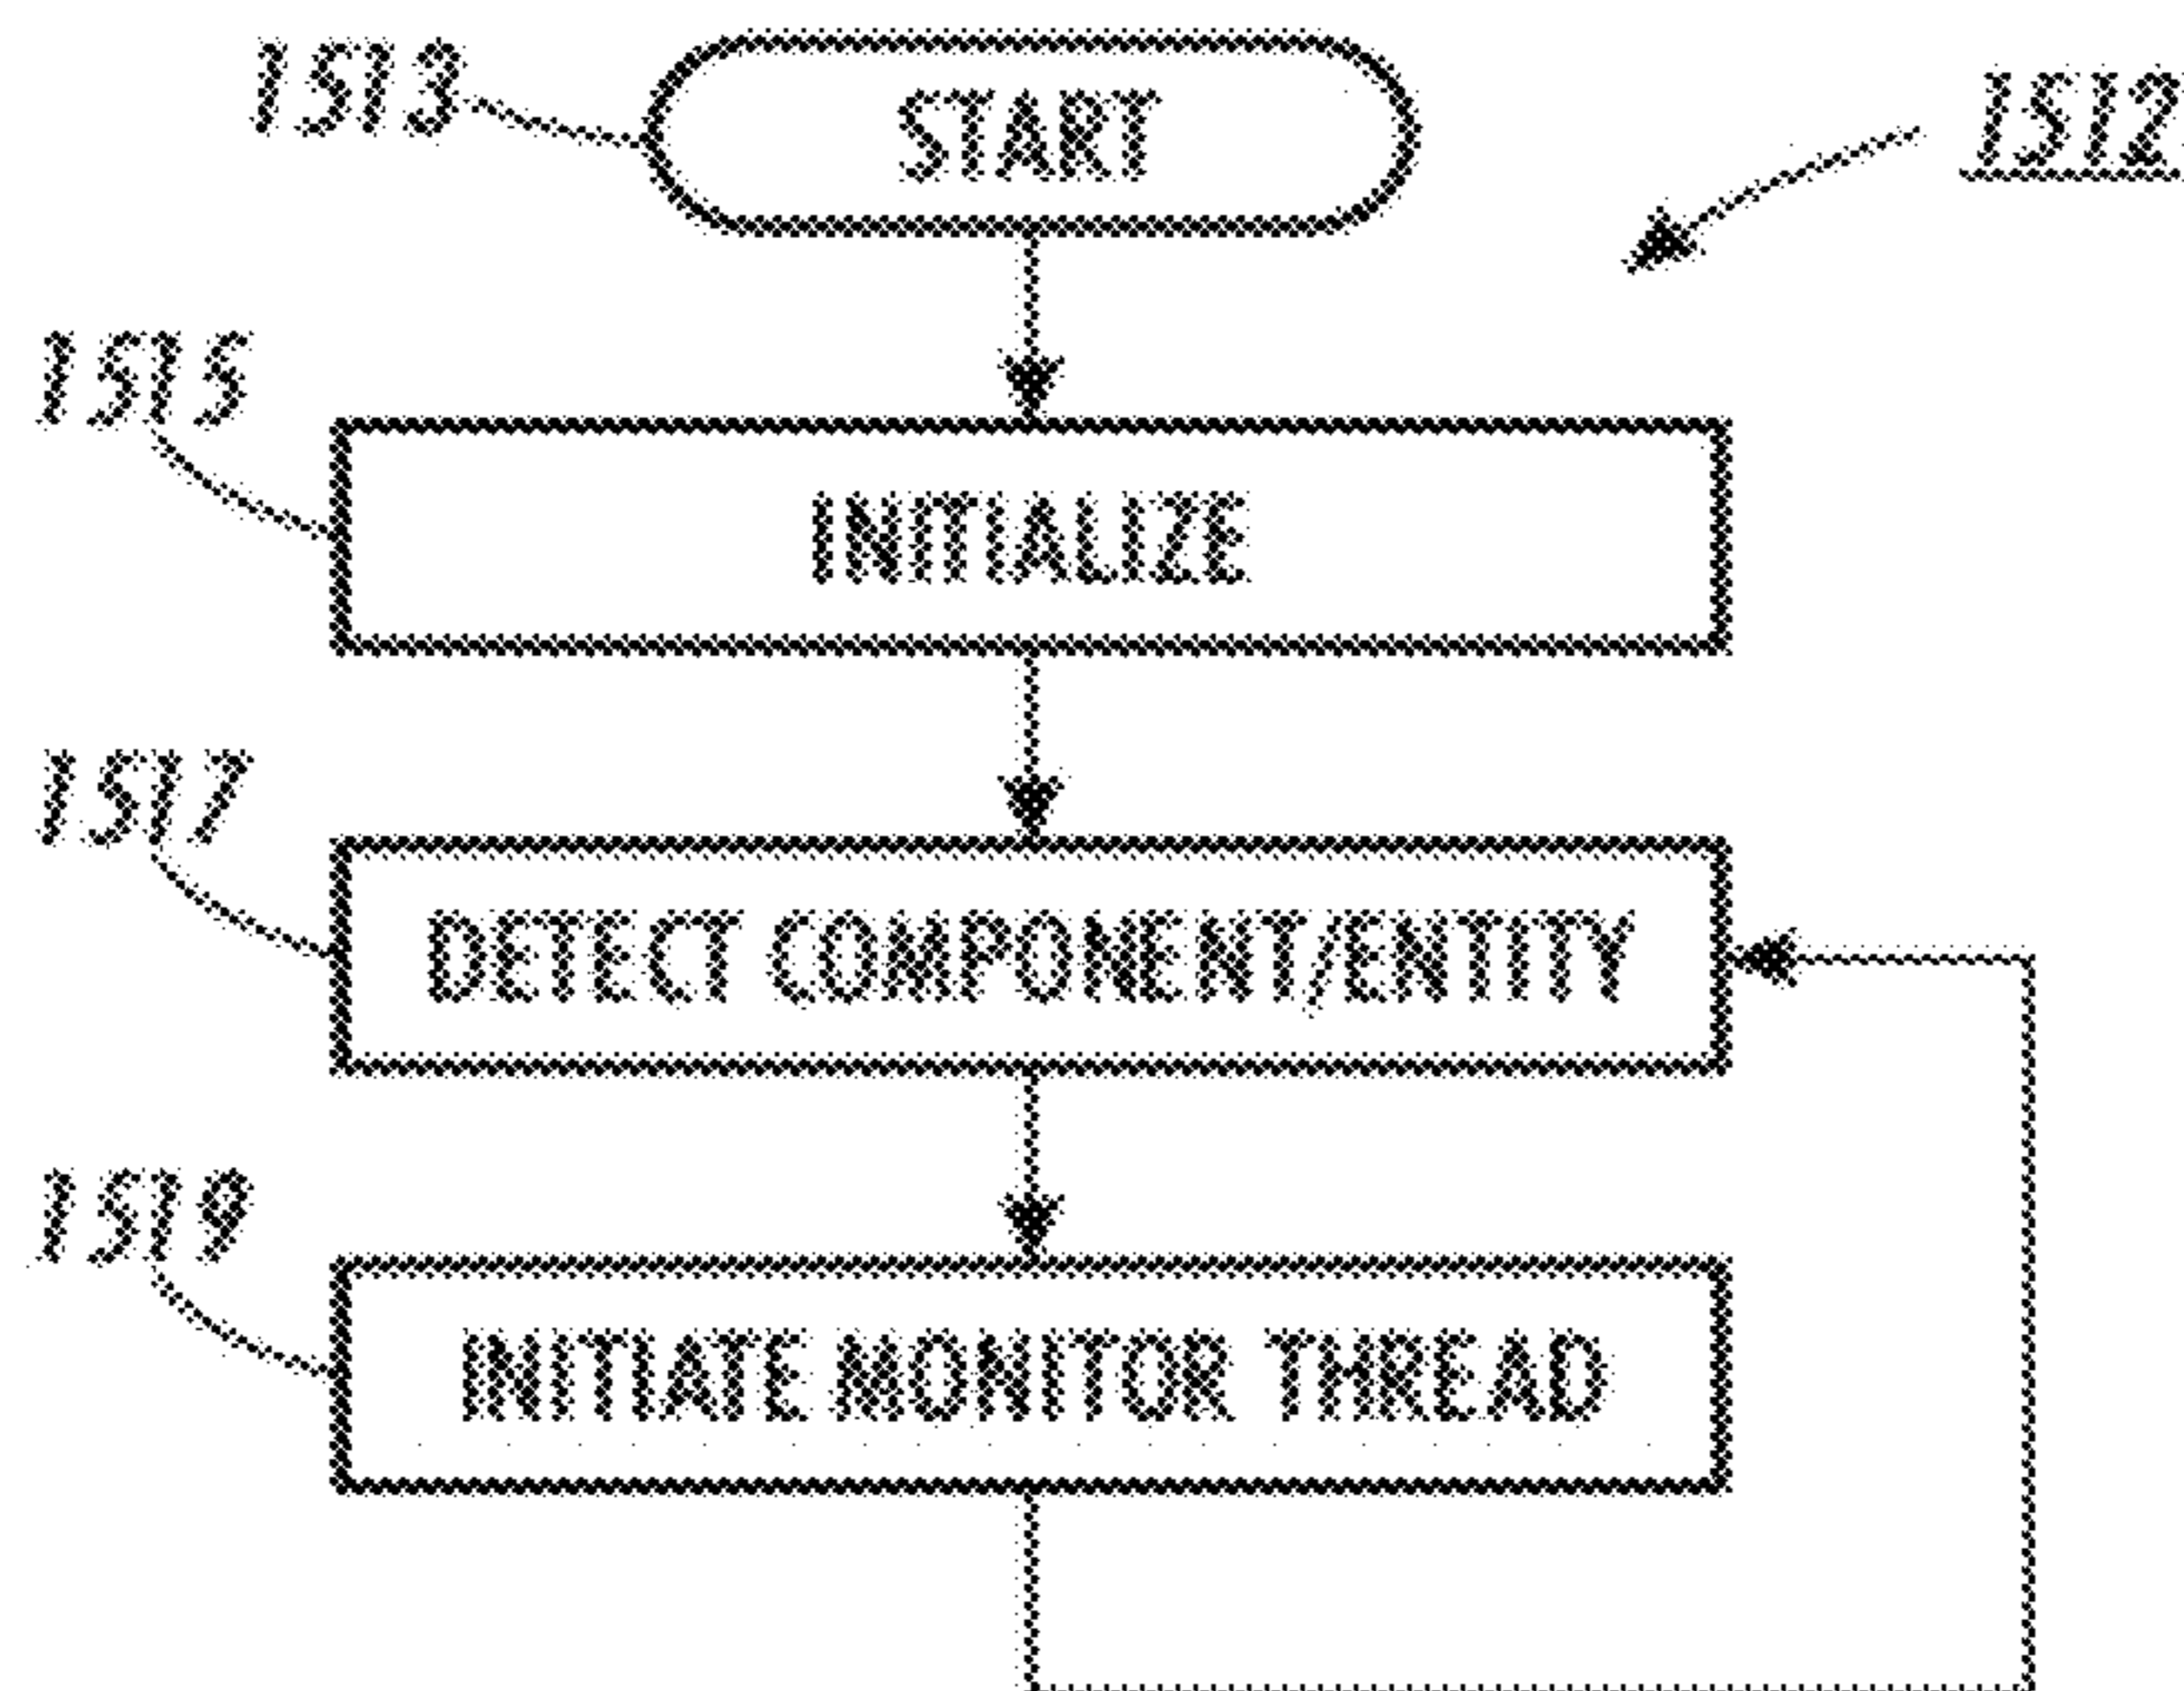 1513
START
1512
1515
INITIALIZE
1517
DETECT COMPONENT/ENTITY
1519
INITIATE MONITOR THREAD